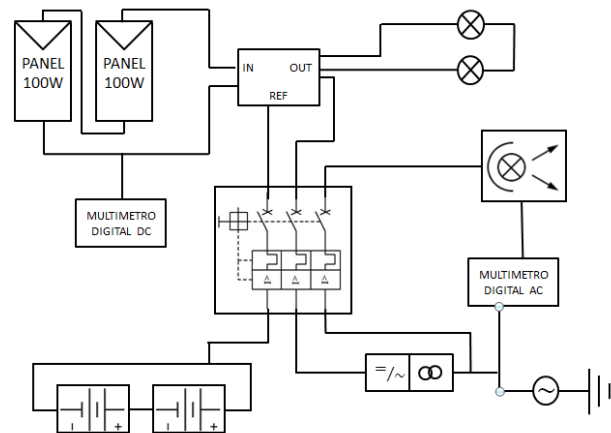 PANEL
100W
PANEL
100W
IN
OUT
REF
MULTIMETRO
DIGITAL DC
MULTIMETRO
DIGITAL AC
I>
I>
I>
=/~
~
- +
- +